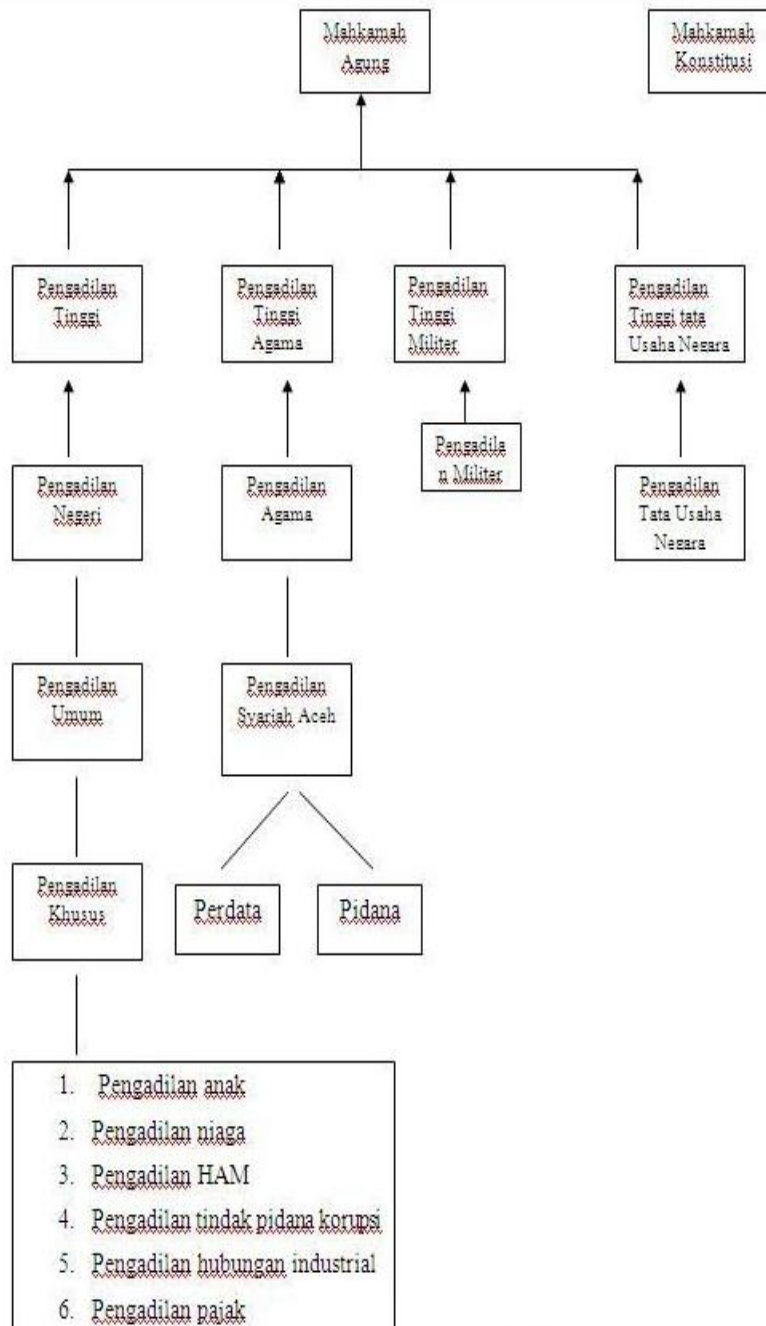 Mahkamah
Agung
Mahkamah
Konstitusi
Pengadilan
Tinggi
Pengadilan
Tinggi
Agama
Pengadilan
Tinggi
Militer
Pengadilan
Tinggi tata
Usaha Negara
Pengadilan
Negeri
Pengadilan
Agama
Pengadila
n Militer
Pengadilan
Tata Usaha
Negara
Pengadilan
Umum
Pengadilan
Syariah Aceh
Pengadilan
Khusus
Perdata
Pidana
1. Pengadilan anak
2. Pengadilan niaga
3. Pengadilan HAM
4. Pengadilan tindak pidana korupsi
5. Pengadilan hubungan industrial
6. Pengadilan pajak